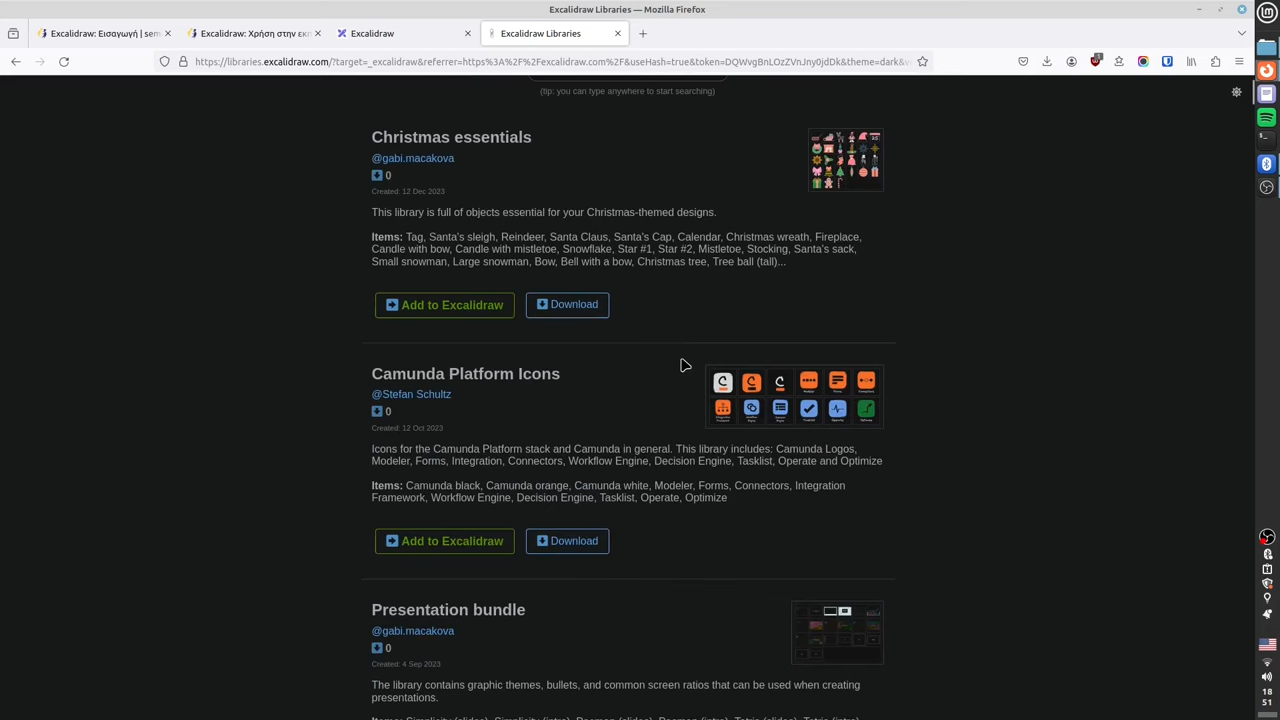 Excalidraw Libraries — Mozilla Firefox
Excalidraw: Εισαγωγή | sem
Excalidraw: Χρήση στην εκπ
Excalidraw
Excalidraw Libraries
https://libraries.excalidraw.com/?target=_excalidraw&referrer=https%3A%2F%2Fexcalidraw.com%2F&useHash=true&token=DQWvgBnLOzZVnJny0jdDk&theme=dark&v
(tip: you can type anywhere to start searching)
Christmas essentials
@gabi.macakova
0
Created: 12 Dec 2023
This library is full of objects essential for your Christmas-themed designs.
Items: Tag, Santa's sleigh, Reindeer, Santa Claus, Santa's Cap, Calendar, Christmas wreath, Fireplace,
Candle with bow, Candle with mistletoe, Snowflake, Star #1, Star #2, Mistletoe, Stocking, Santa's sack,
Small snowman, Large snowman, Bow, Bell with a bow, Christmas tree, Tree ball (tall)...
Add to Excalidraw
Download
Camunda Platform Icons
@Stefan Schultz
0
Created: 12 Oct 2023
Icons for the Camunda Platform stack and Camunda in general. This library includes: Camunda Logos,
Modeler, Forms, Integration, Connectors, Workflow Engine, Decision Engine, Tasklist, Operate and Optimize
Items: Camunda black, Camunda orange, Camunda white, Modeler, Forms, Connectors, Integration
Framework, Workflow Engine, Decision Engine, Tasklist, Operate, Optimize
Add to Excalidraw
Download
Presentation bundle
@gabi.macakova
0
Created: 4 Sep 2023
The library contains graphic themes, bullets, and common screen ratios that can be used when creating
presentations.
18
51